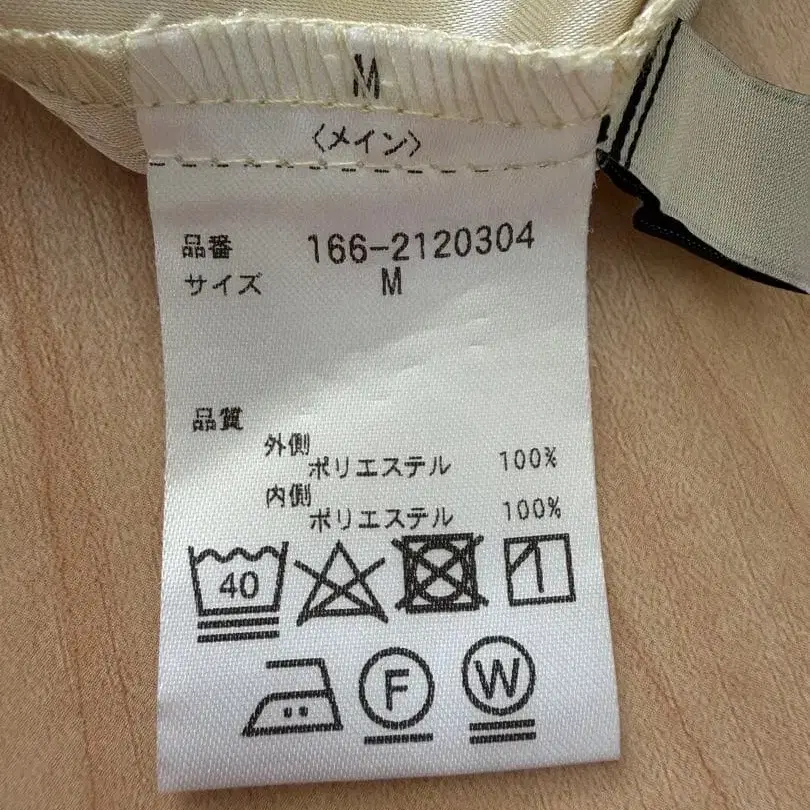 M
〈メイン〉
品番 166-2120304
サイズ M
品質
外側
ポリエステル 100%
内側
ポリエステル 100%
40
F W